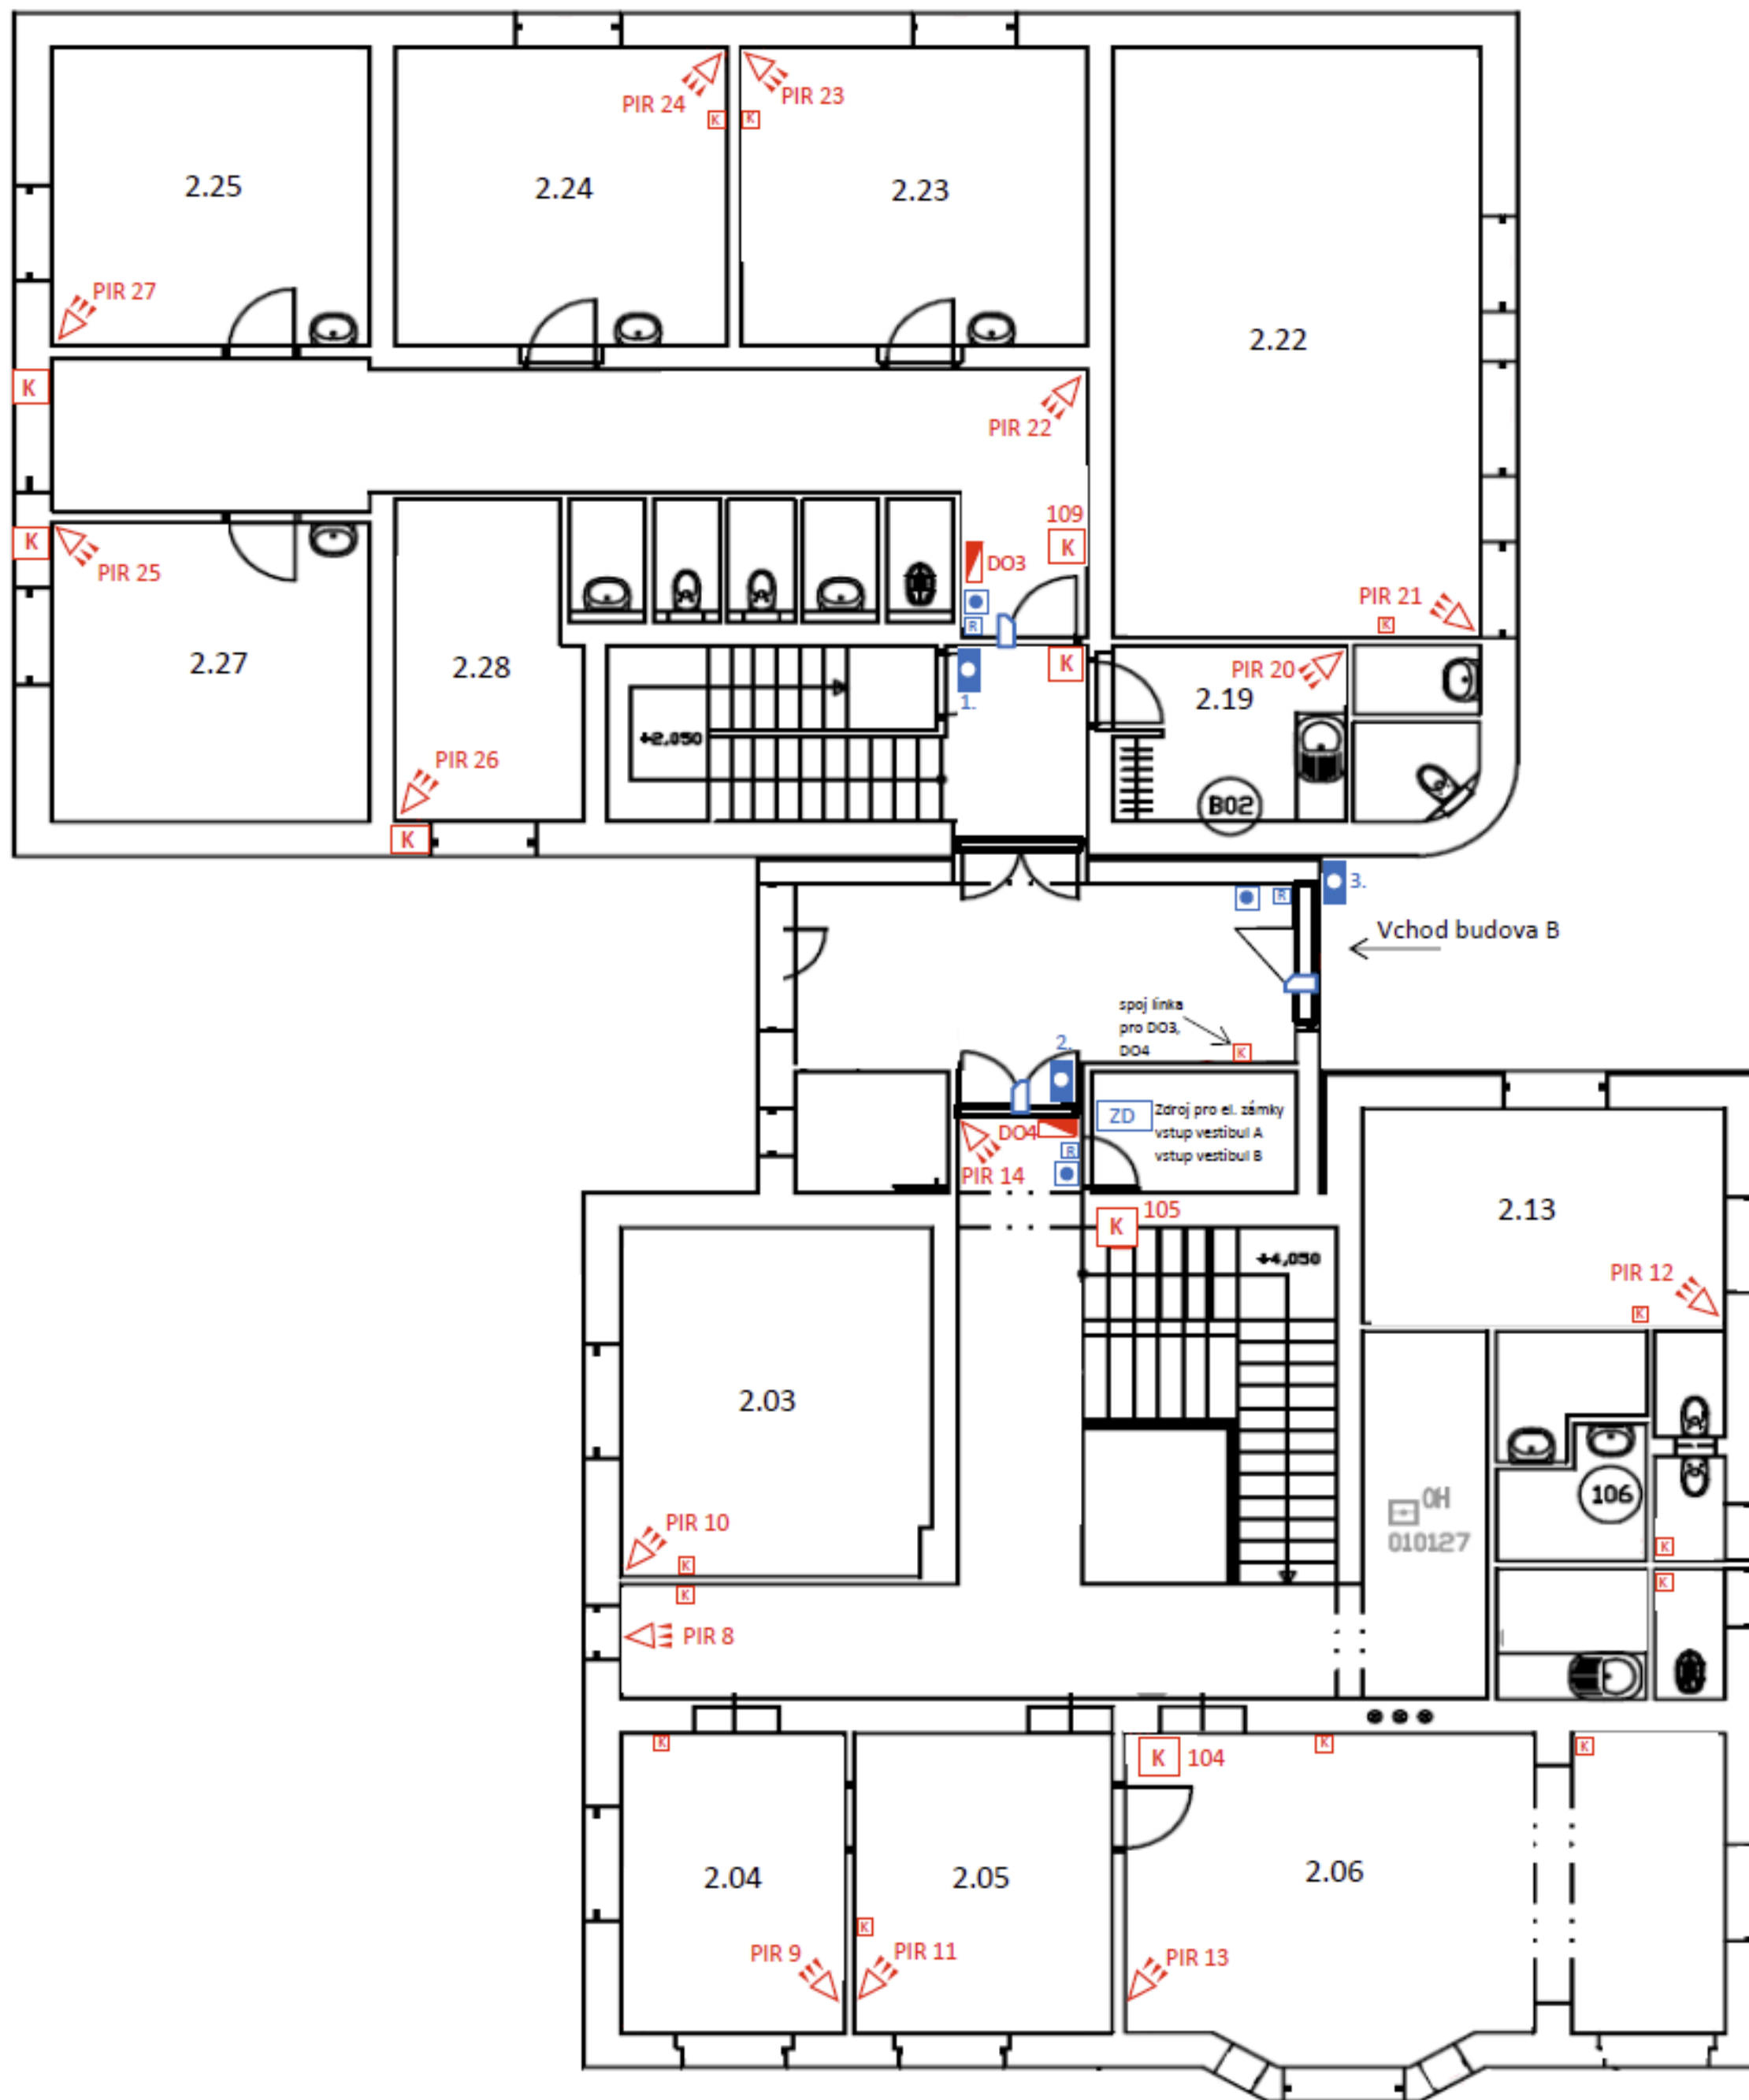 PIR 24
PIR 23
K
K
2.25
2.24
2.23
PIR 27
2.22
K
PIR 22
109
K
K
PIR 25
DO3
R
PIR 21
K
2.27
2.28
K
PIR 20
2.19
1.
+2,050
PIR 26
B02
K
3.
R
Vchod budova B
spoj linka
pro DO3,
DO4
K
2.
ZD
Zdroj pro el. zámky
vstup vestibul A
vstup vestibul B
DO4
R
PIR 14
K
105
2.13
+4,050
PIR 12
K
2.03
106
OH
010127
PIR 10
K
K
K
K
PIR 8
K
K
104
K
K
2.04
2.05
2.06
K
PIR 9
PIR 11
PIR 13